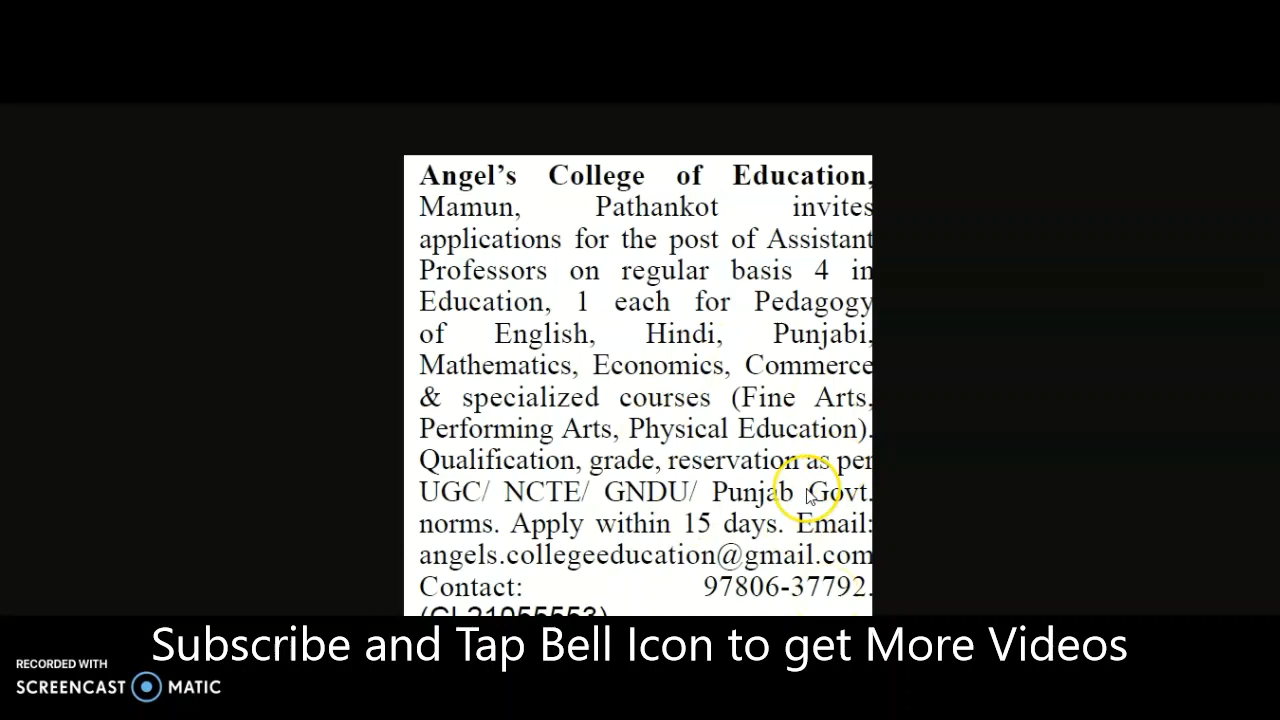 Angel's College of Education,
Mamun, Pathankot invites
applications for the post of Assistant
Professors on regular basis 4 in
Education, 1 each for Pedagogy
of English, Hindi, Punjabi,
Mathematics, Economics, Commerce
& specialized courses (Fine Arts,
Performing Arts, Physical Education).
Qualification, grade, reservation as per
UGC/ NCTE/ GNDU/ Punjab Govt.
norms. Apply within 15 days. Email:
angels.collegeeducation@gmail.com
Contact: 97806-37792.
Subscribe and Tap Bell Icon to get More Videos
RECORDED WITH
SCREENCAST MATIC